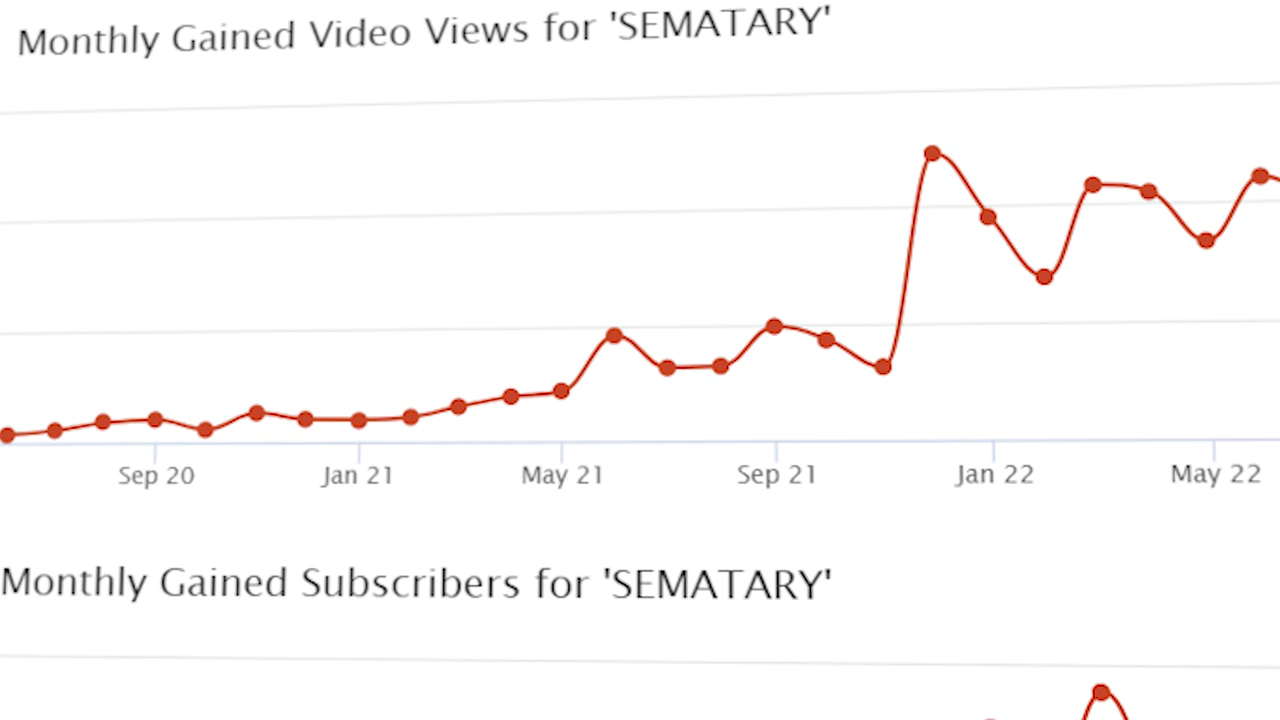 Monthly Gained Video Views for 'SEMATARY'
Sep 20 Jan 21 May 21 Sep 21 Jan 22 May 22
Monthly Gained Subscribers for 'SEMATARY'